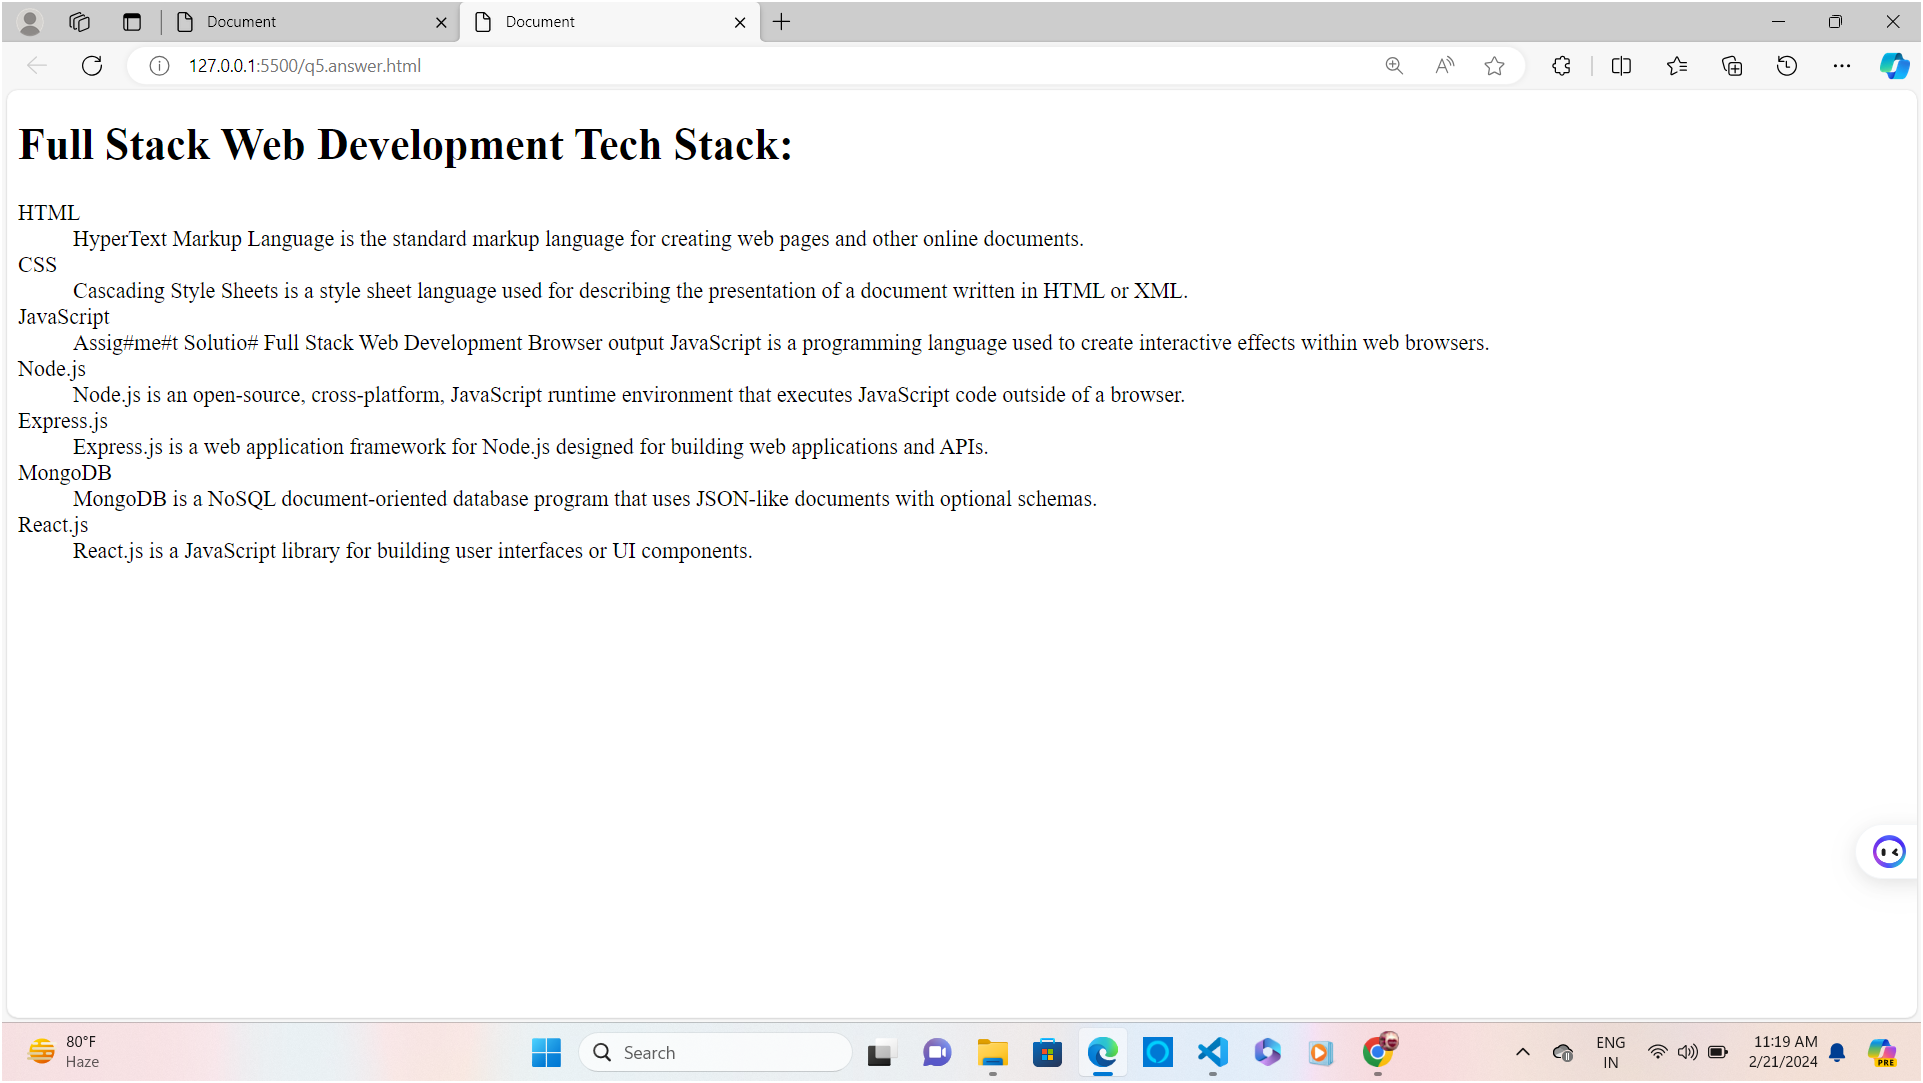 Document
Document
127.0.0.1:5500/q5.answer.html
Full Stack Web Development Tech Stack:
HTML
HyperText Markup Language is the standard markup language for creating web pages and other online documents.
CSS
Cascading Style Sheets is a style sheet language used for describing the presentation of a document written in HTML or XML.
JavaScript
Assig#me#t Solutio# Full Stack Web Development Browser output JavaScript is a programming language used to create interactive effects within web browsers.
Node.js
Node.js is an open-source, cross-platform, JavaScript runtime environment that executes JavaScript code outside of a browser.
Express.js
Express.js is a web application framework for Node.js designed for building web applications and APIs.
MongoDB
MongoDB is a NoSQL document-oriented database program that uses JSON-like documents with optional schemas.
React.js
React.js is a JavaScript library for building user interfaces or UI components.
80°F
Haze
Search
ENG
IN
11:19 AM
2/21/2024
PRE